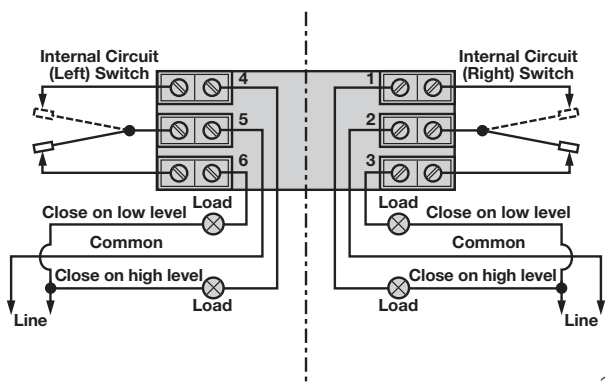 Internal Circuit
(Left) Switch
Internal Circuit
(Right) Switch
4
5
6
1
2
3
Load
Close on low level
Common
Close on high level
Load
Line
Load
Close on low level
Common
Close on high level
Load
Line